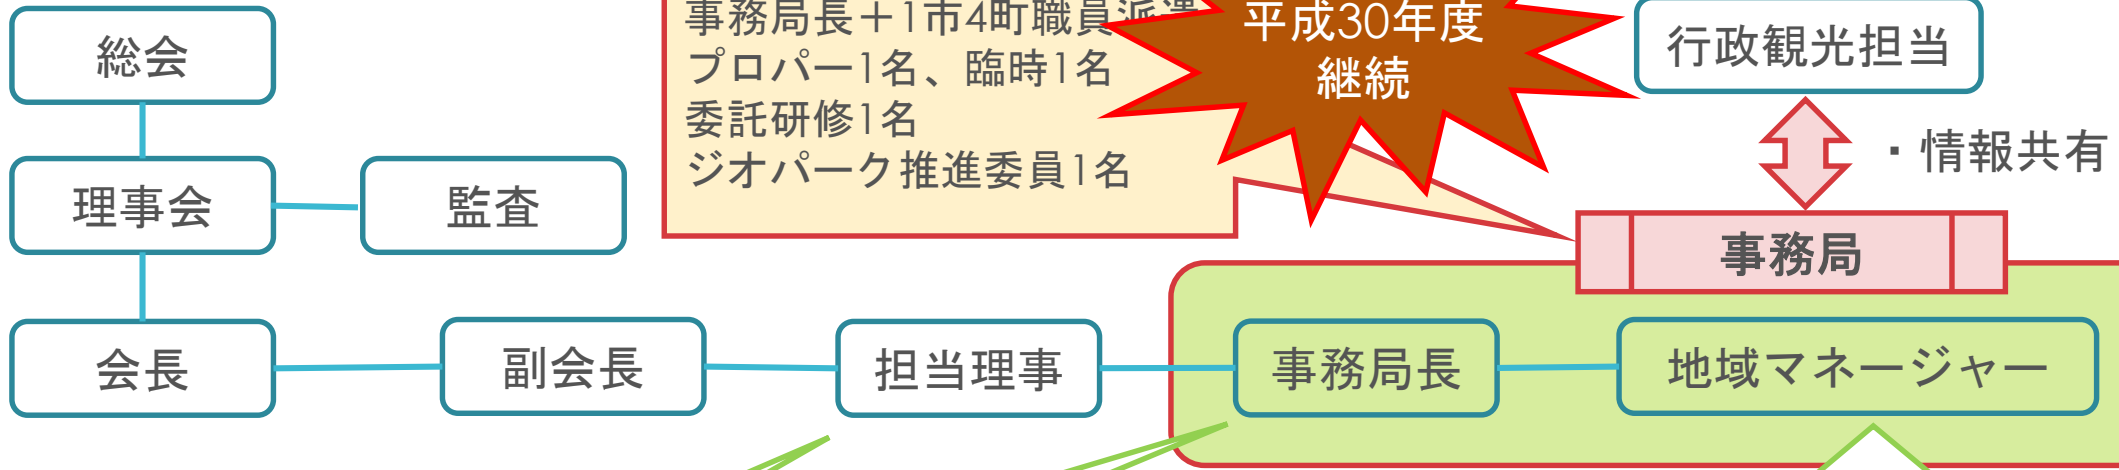 総会
事務局長+1市4町職員派遣
プロパー1名、臨時1名
委託研修1名
ジオパーク推進委員1名
平成30年度
継続
行政観光担当
・情報共有
理事会
監査
事務局
会長
副会長
担当理事
事務局長
地域マネージャー